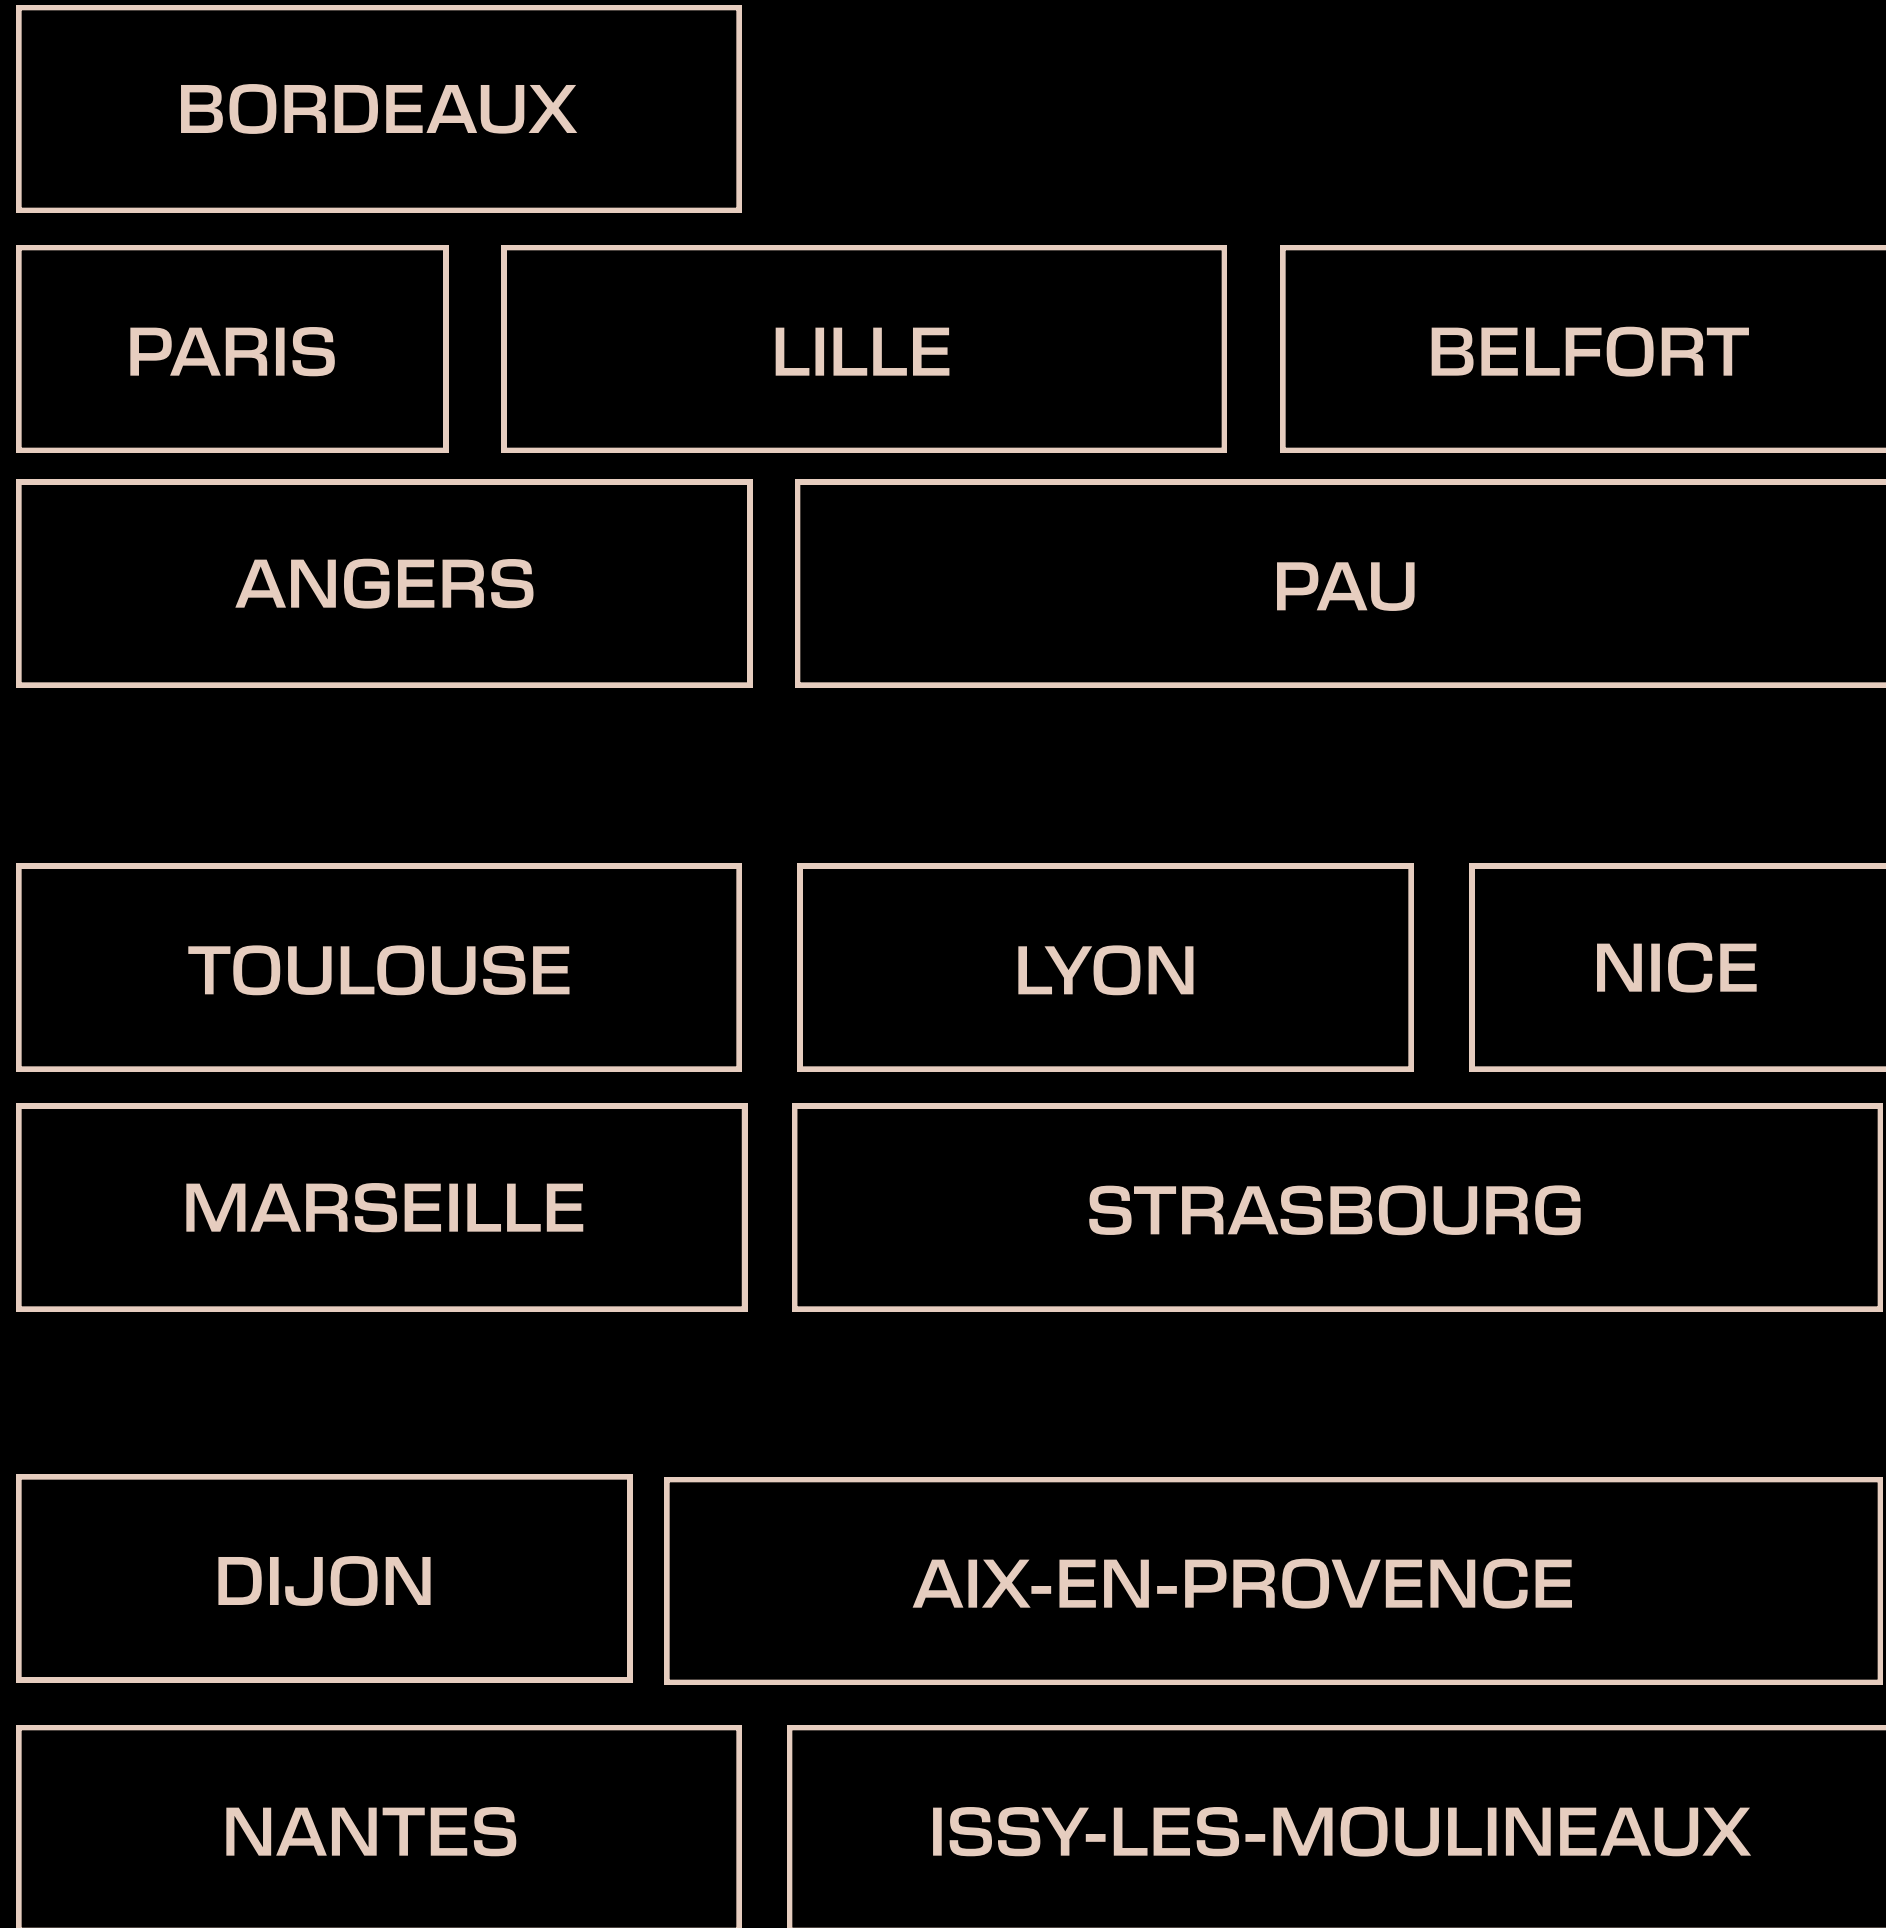 BORDEAUX
PARIS LILLE BELFORT
ANGERS PAU
TOULOUSE LYON NICE
MARSEILLE STRASBOURG
DIJON AIX-EN-PROVENCE
NANTES ISSY-LES-MOULINEAUX